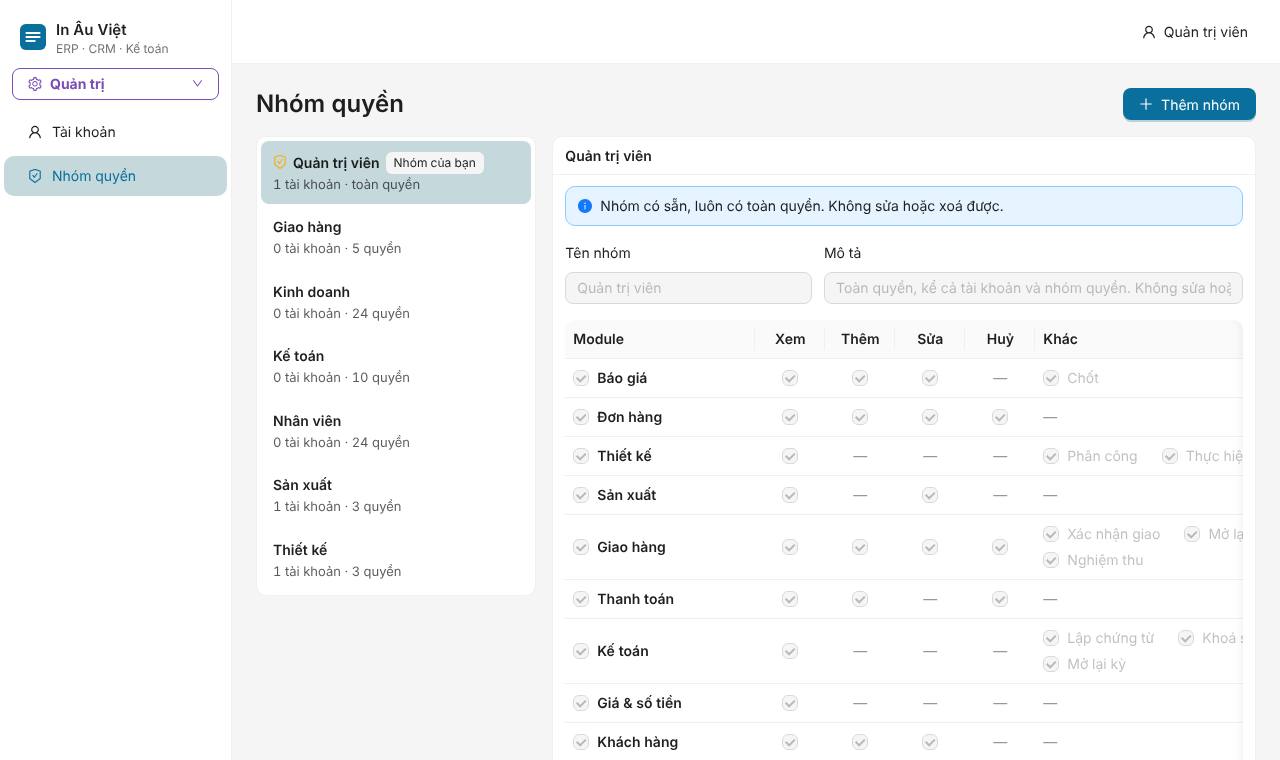 In Âu Việt
ERP · CRM · Kế toán
Quản trị
Tài khoản
Nhóm quyền
Quản trị viên
Nhóm quyền
Thêm nhóm
Quản trị viên Nhóm của bạn
1 tài khoản · toàn quyền
Giao hàng
0 tài khoản · 5 quyền
Kinh doanh
0 tài khoản · 24 quyền
Kế toán
0 tài khoản · 10 quyền
Nhân viên
0 tài khoản · 24 quyền
Sản xuất
1 tài khoản · 3 quyền
Thiết kế
1 tài khoản · 3 quyền
Quản trị viên
Nhóm có sẵn, luôn có toàn quyền. Không sửa hoặc xoá được.
Tên nhóm Mô tả
Quản trị viên Toàn quyền, kể cả tài khoản và nhóm quyền. Không sửa
Module Xem Thêm Sửa Huỷ Khác
Báo giá — Chốt
Đơn hàng —
Thiết kế — — — Phân công Thực
Sản xuất — — —
Giao hàng Xác nhận giao Mở
Nghiệm thu
Thanh toán — —
Kế toán — — — Lập chứng từ Khoá
Mở lại kỳ
Giá & số tiền — — — —
Khách hàng — —